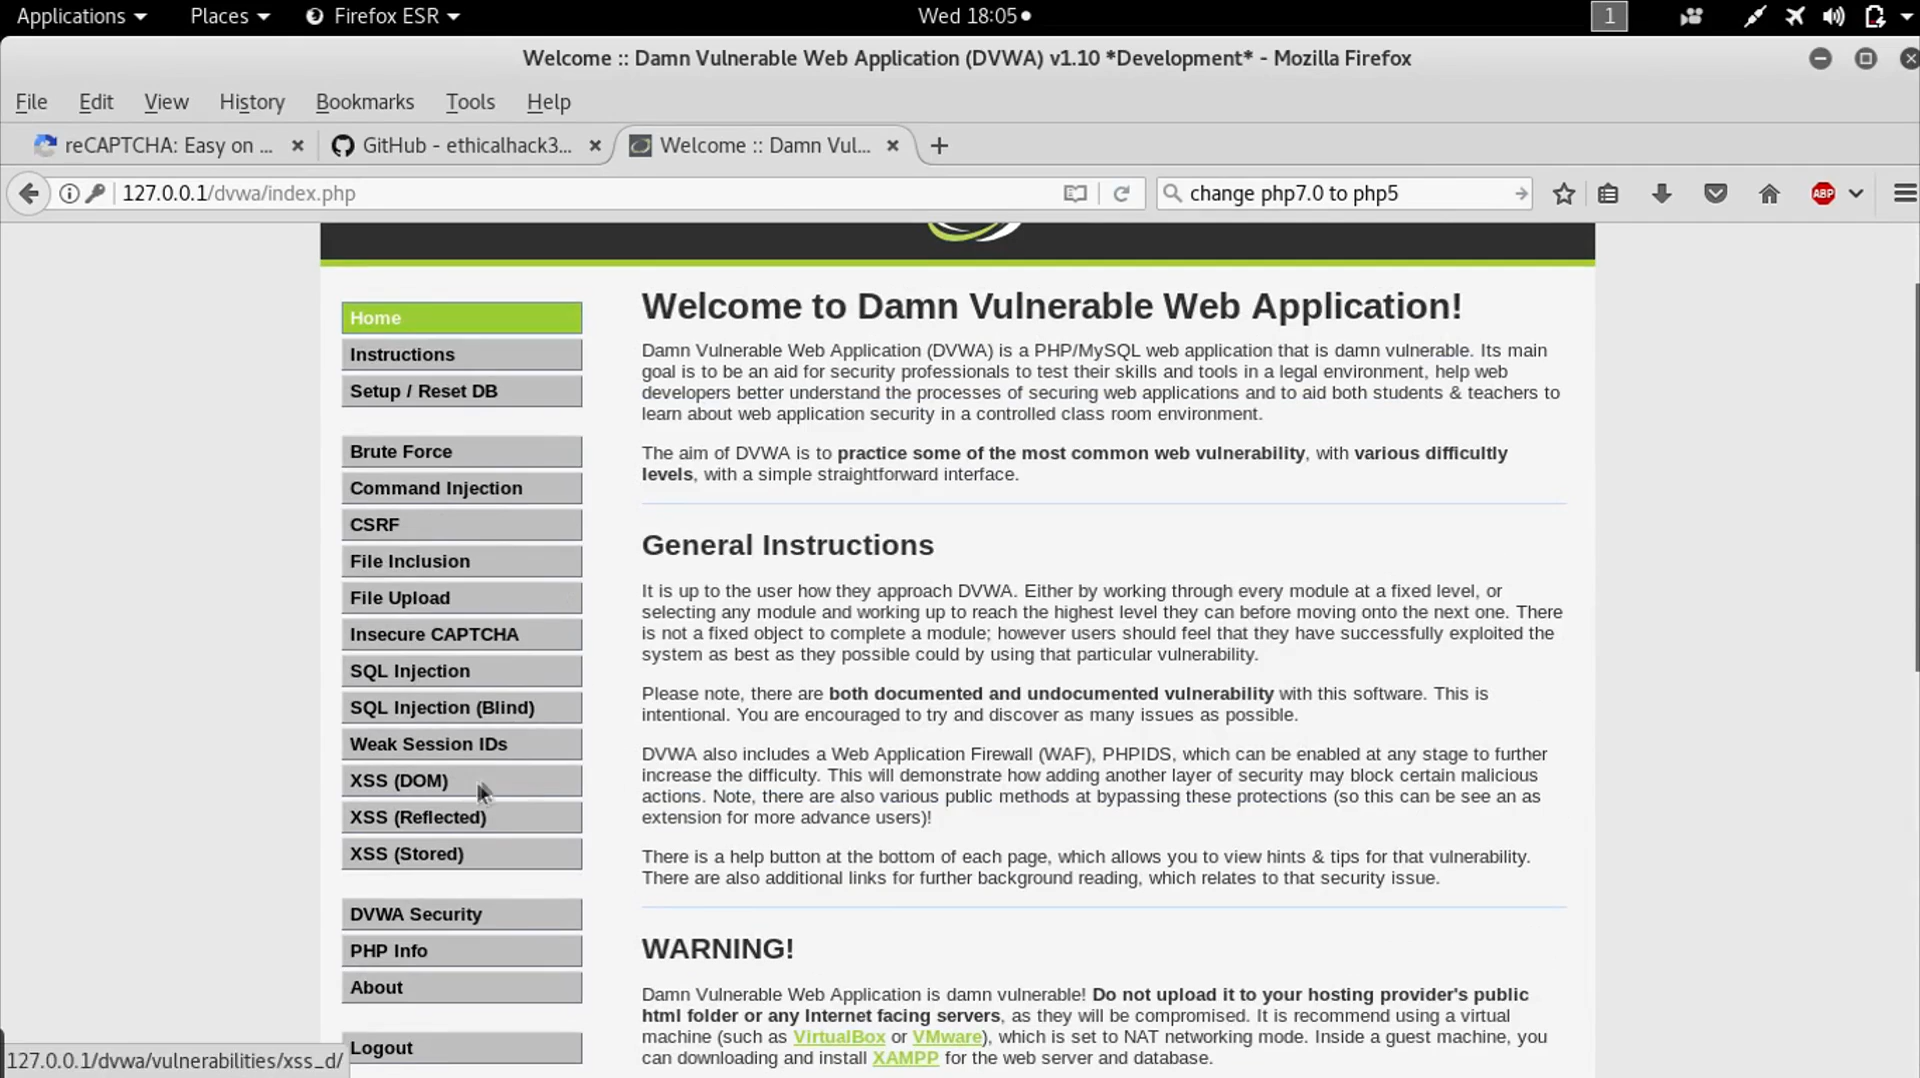 Applications Places Firefox ESR Wed 18:05 1
Welcome :: Damn Vulnerable Web Application (DVWA) v1.10 *Development* - Mozilla Firefox
File Edit View History Bookmarks Tools Help
reCAPTCHA: Easy on ... GitHub - ethicalhack3... Welcome :: Damn Vul...
127.0.0.1/dvwa/index.php change php7.0 to php5 ABP
Home
Instructions
Setup / Reset DB
Brute Force
Command Injection
CSRF
File Inclusion
File Upload
Insecure CAPTCHA
SQL Injection
SQL Injection (Blind)
Weak Session IDs
XSS (DOM)
XSS (Reflected)
XSS (Stored)
DVWA Security
PHP Info
About
Logout
Welcome to Damn Vulnerable Web Application!
Damn Vulnerable Web Application (DVWA) is a PHP/MySQL web application that is damn vulnerable. Its main
goal is to be an aid for security professionals to test their skills and tools in a legal environment, help web
developers better understand the processes of securing web applications and to aid both students & teachers to
learn about web application security in a controlled class room environment.
The aim of DVWA is to practice some of the most common web vulnerability, with various difficultly
levels, with a simple straightforward interface.
General Instructions
It is up to the user how they approach DVWA. Either by working through every module at a fixed level, or
selecting any module and working up to reach the highest level they can before moving onto the next one. There
is not a fixed object to complete a module; however users should feel that they have successfully exploited the
system as best as they possible could by using that particular vulnerability.
Please note, there are both documented and undocumented vulnerability with this software. This is
intentional. You are encouraged to try and discover as many issues as possible.
DVWA also includes a Web Application Firewall (WAF), PHPIDS, which can be enabled at any stage to further
increase the difficulty. This will demonstrate how adding another layer of security may block certain malicious
actions. Note, there are also various public methods at bypassing these protections (so this can be see an as
extension for more advance users)!
There is a help button at the bottom of each page, which allows you to view hints & tips for that vulnerability.
There are also additional links for further background reading, which relates to that security issue.
WARNING!
Damn Vulnerable Web Application is damn vulnerable! Do not upload it to your hosting provider's public
html folder or any Internet facing servers, as they will be compromised. It is recommend using a virtual
machine (such as VirtualBox or VMware), which is set to NAT networking mode. Inside a guest machine, you
can downloading and install XAMPP for the web server and database.
127.0.0.1/dvwa/vulnerabilities/xss_d/